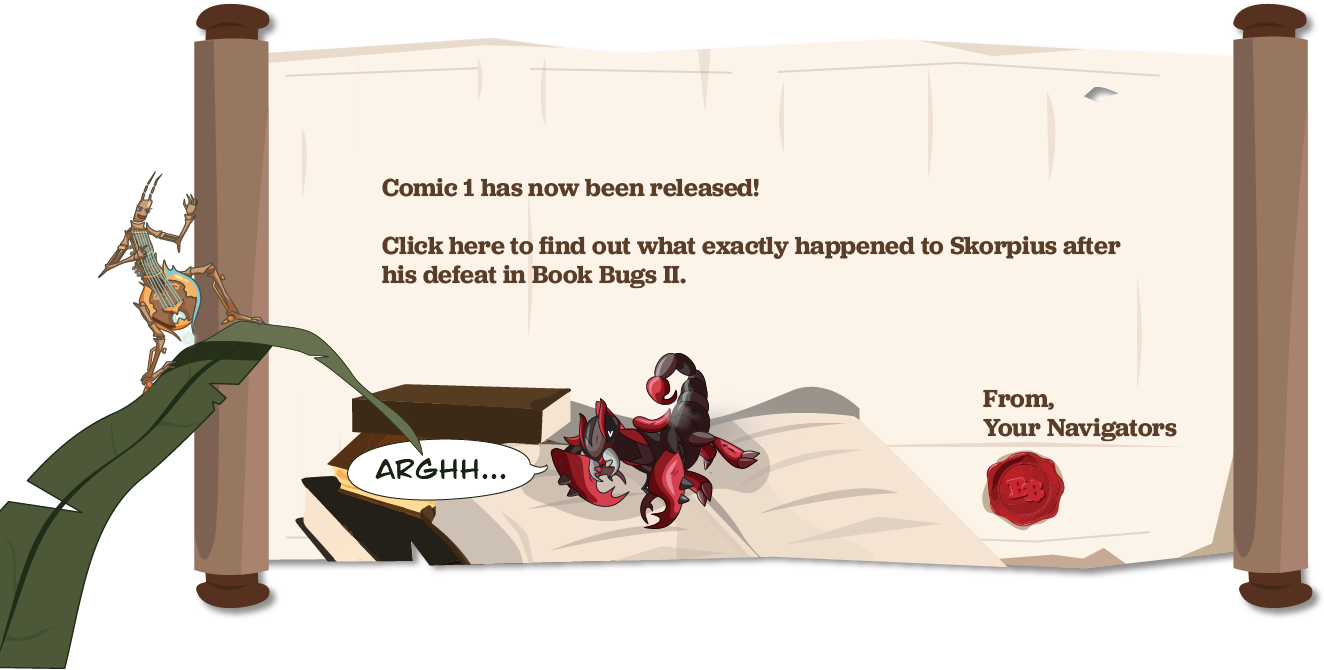 Comic 1 has now been released!
Click here to find out what exactly happened to Skorpius after
his defeat in Book Bugs II.
From,
Your Navigators
ARGHH...
BB